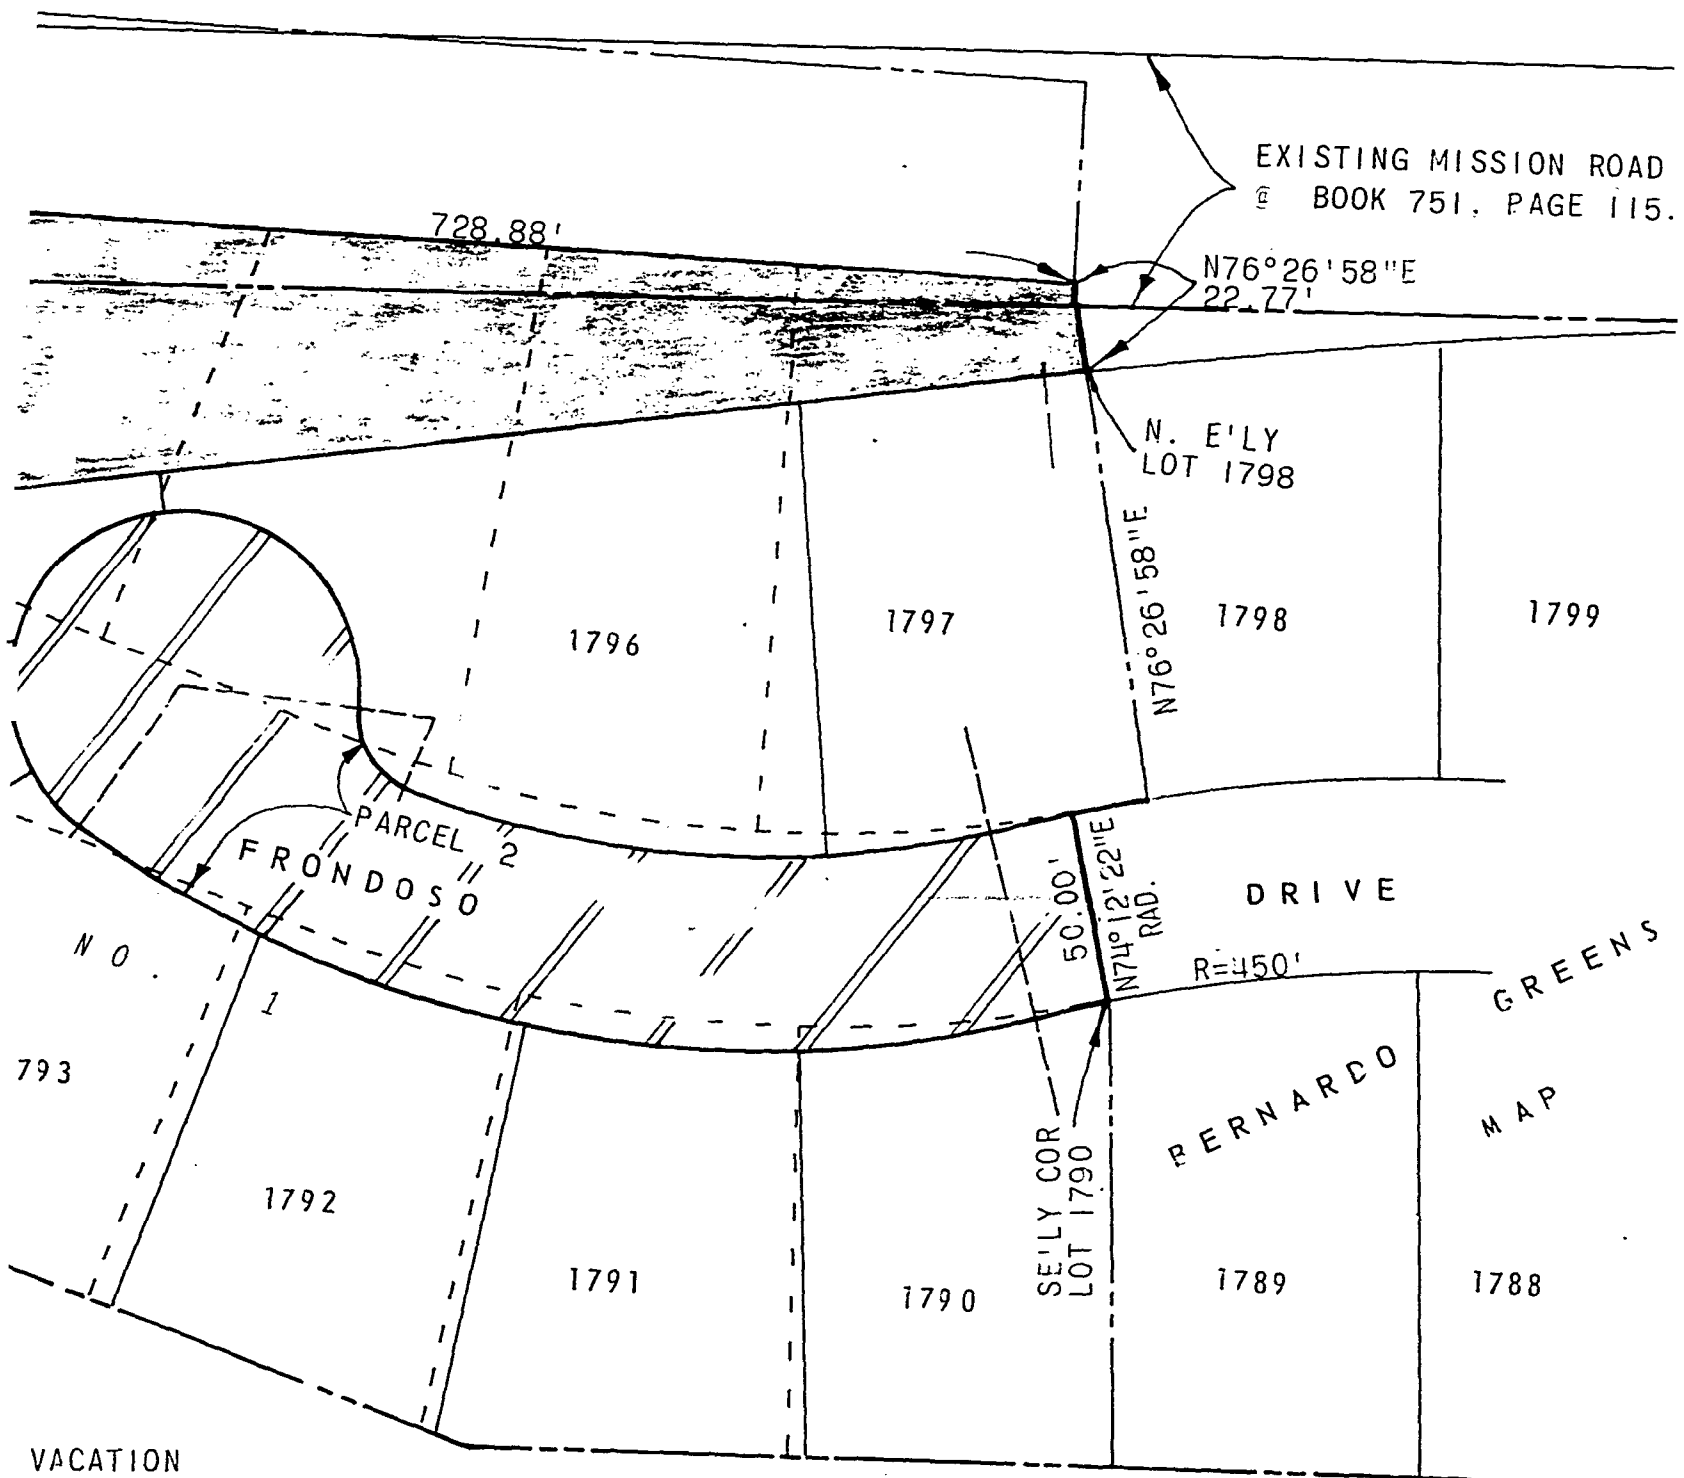 EXISTING MISSION ROAD
@ BOOK 751, PAGE 115.
728.88'
N76°26'58"E
22.77'
N. E'LY
LOT 1798
N76°26'58"E
1796
1797
1798
1799
PARCEL 2
FRONDOSO
DRIVE
50.00'
N74°12'22"E
RAD.
R=450'
NO. 1
GREENS
BERNARDO
MAP
793
1792
1791
1790
SE'LY COR
LOT 1790
1789
1788
VACATION